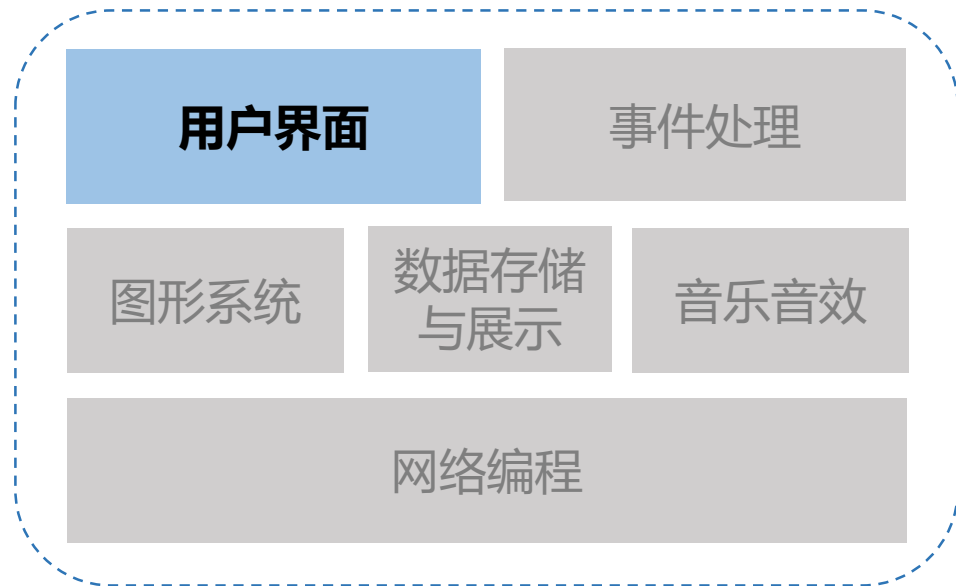 用户界面
事件处理
图形系统
数据存储
与展示
音乐音效
网络编程